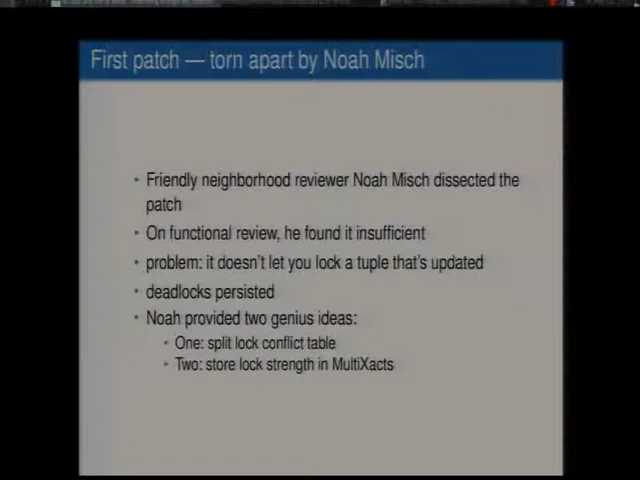 First patch — torn apart by Noah Misch
• Friendly neighborhood reviewer Noah Misch dissected the
patch
• On functional review, he found it insufficient
• problem: it doesn't let you lock a tuple that's updated
• deadlocks persisted
• Noah provided two genius ideas:
• One: split lock conflict table
• Two: store lock strength in MultiXacts